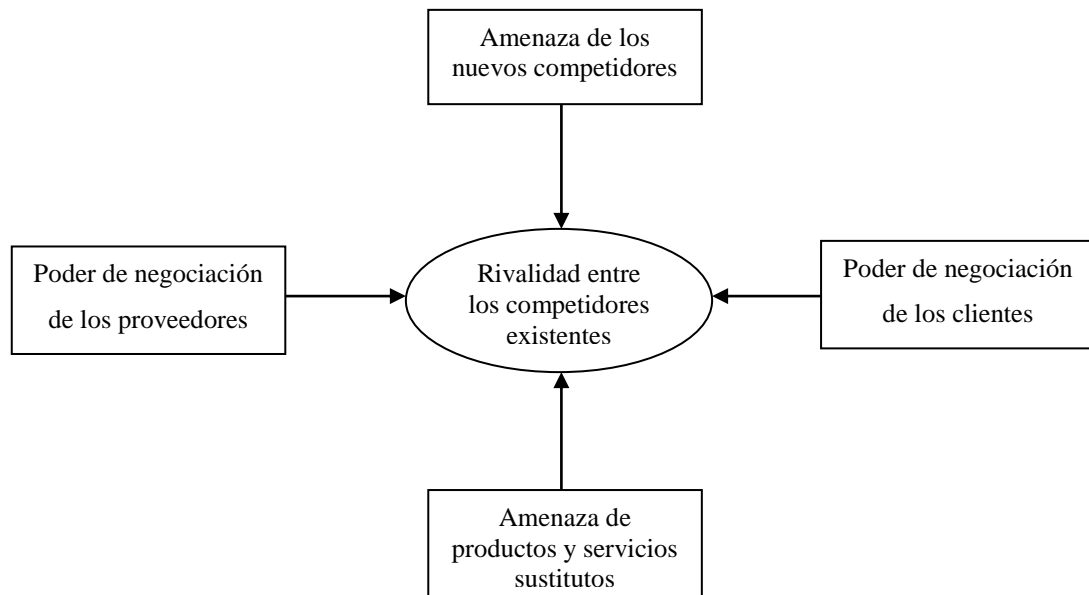 Amenaza de los
nuevos competidores
Poder de negociación
de los proveedores
Rivalidad entre
los competidores
existentes
Poder de negociación
de los clientes
Amenaza de
productos y servicios
sustitutos